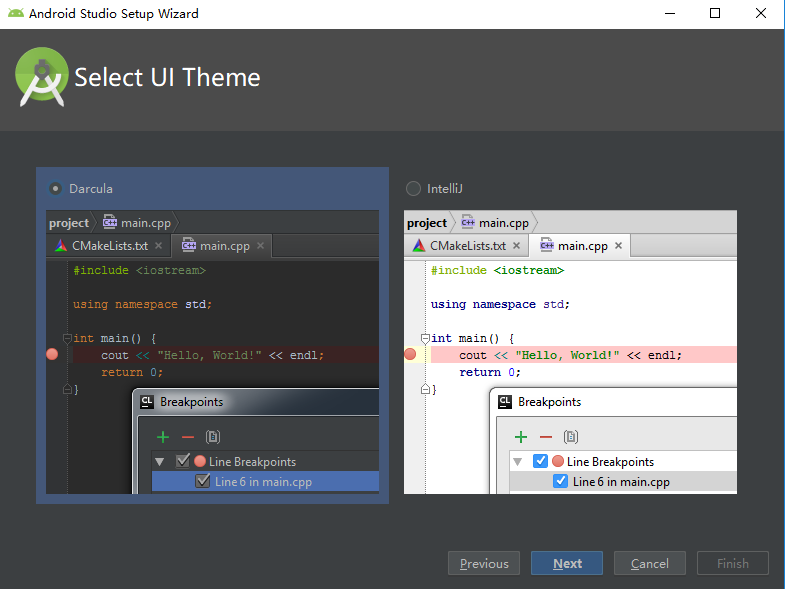 Android Studio Setup Wizard
Select UI Theme
Darcula
project main.cpp
CMakeLists.txt main.cpp
#include <iostream>
using namespace std;
int main() {
cout << "Hello, World!" << endl;
return 0;
}
CL Breakpoints
Line Breakpoints
Line 6 in main.cpp
IntelliJ
project main.cpp
CMakeLists.txt main.cpp
#include <iostream>
using namespace std;
int main() {
cout << "Hello, World!" << endl;
return 0;
}
CL Breakpoints
Line Breakpoints
Line 6 in main.cpp
Previous Next Cancel Finish